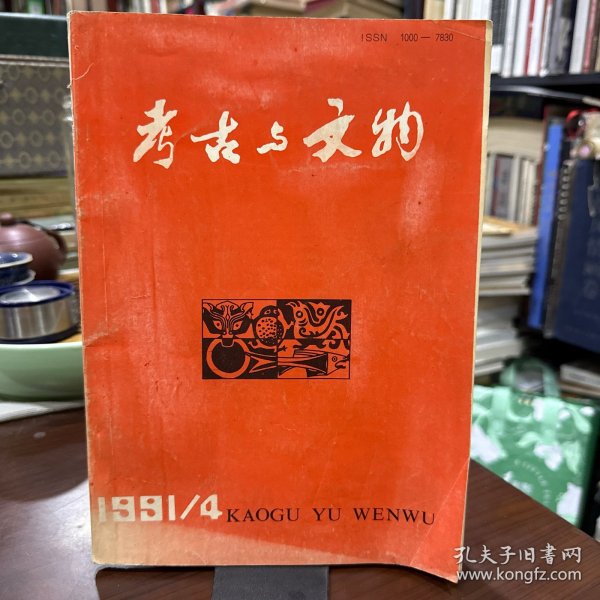 ISSN 1000—7830
考古与文物
1991/4 KAOGU YU WENWU
孔夫子旧书网
www.kongfz.com